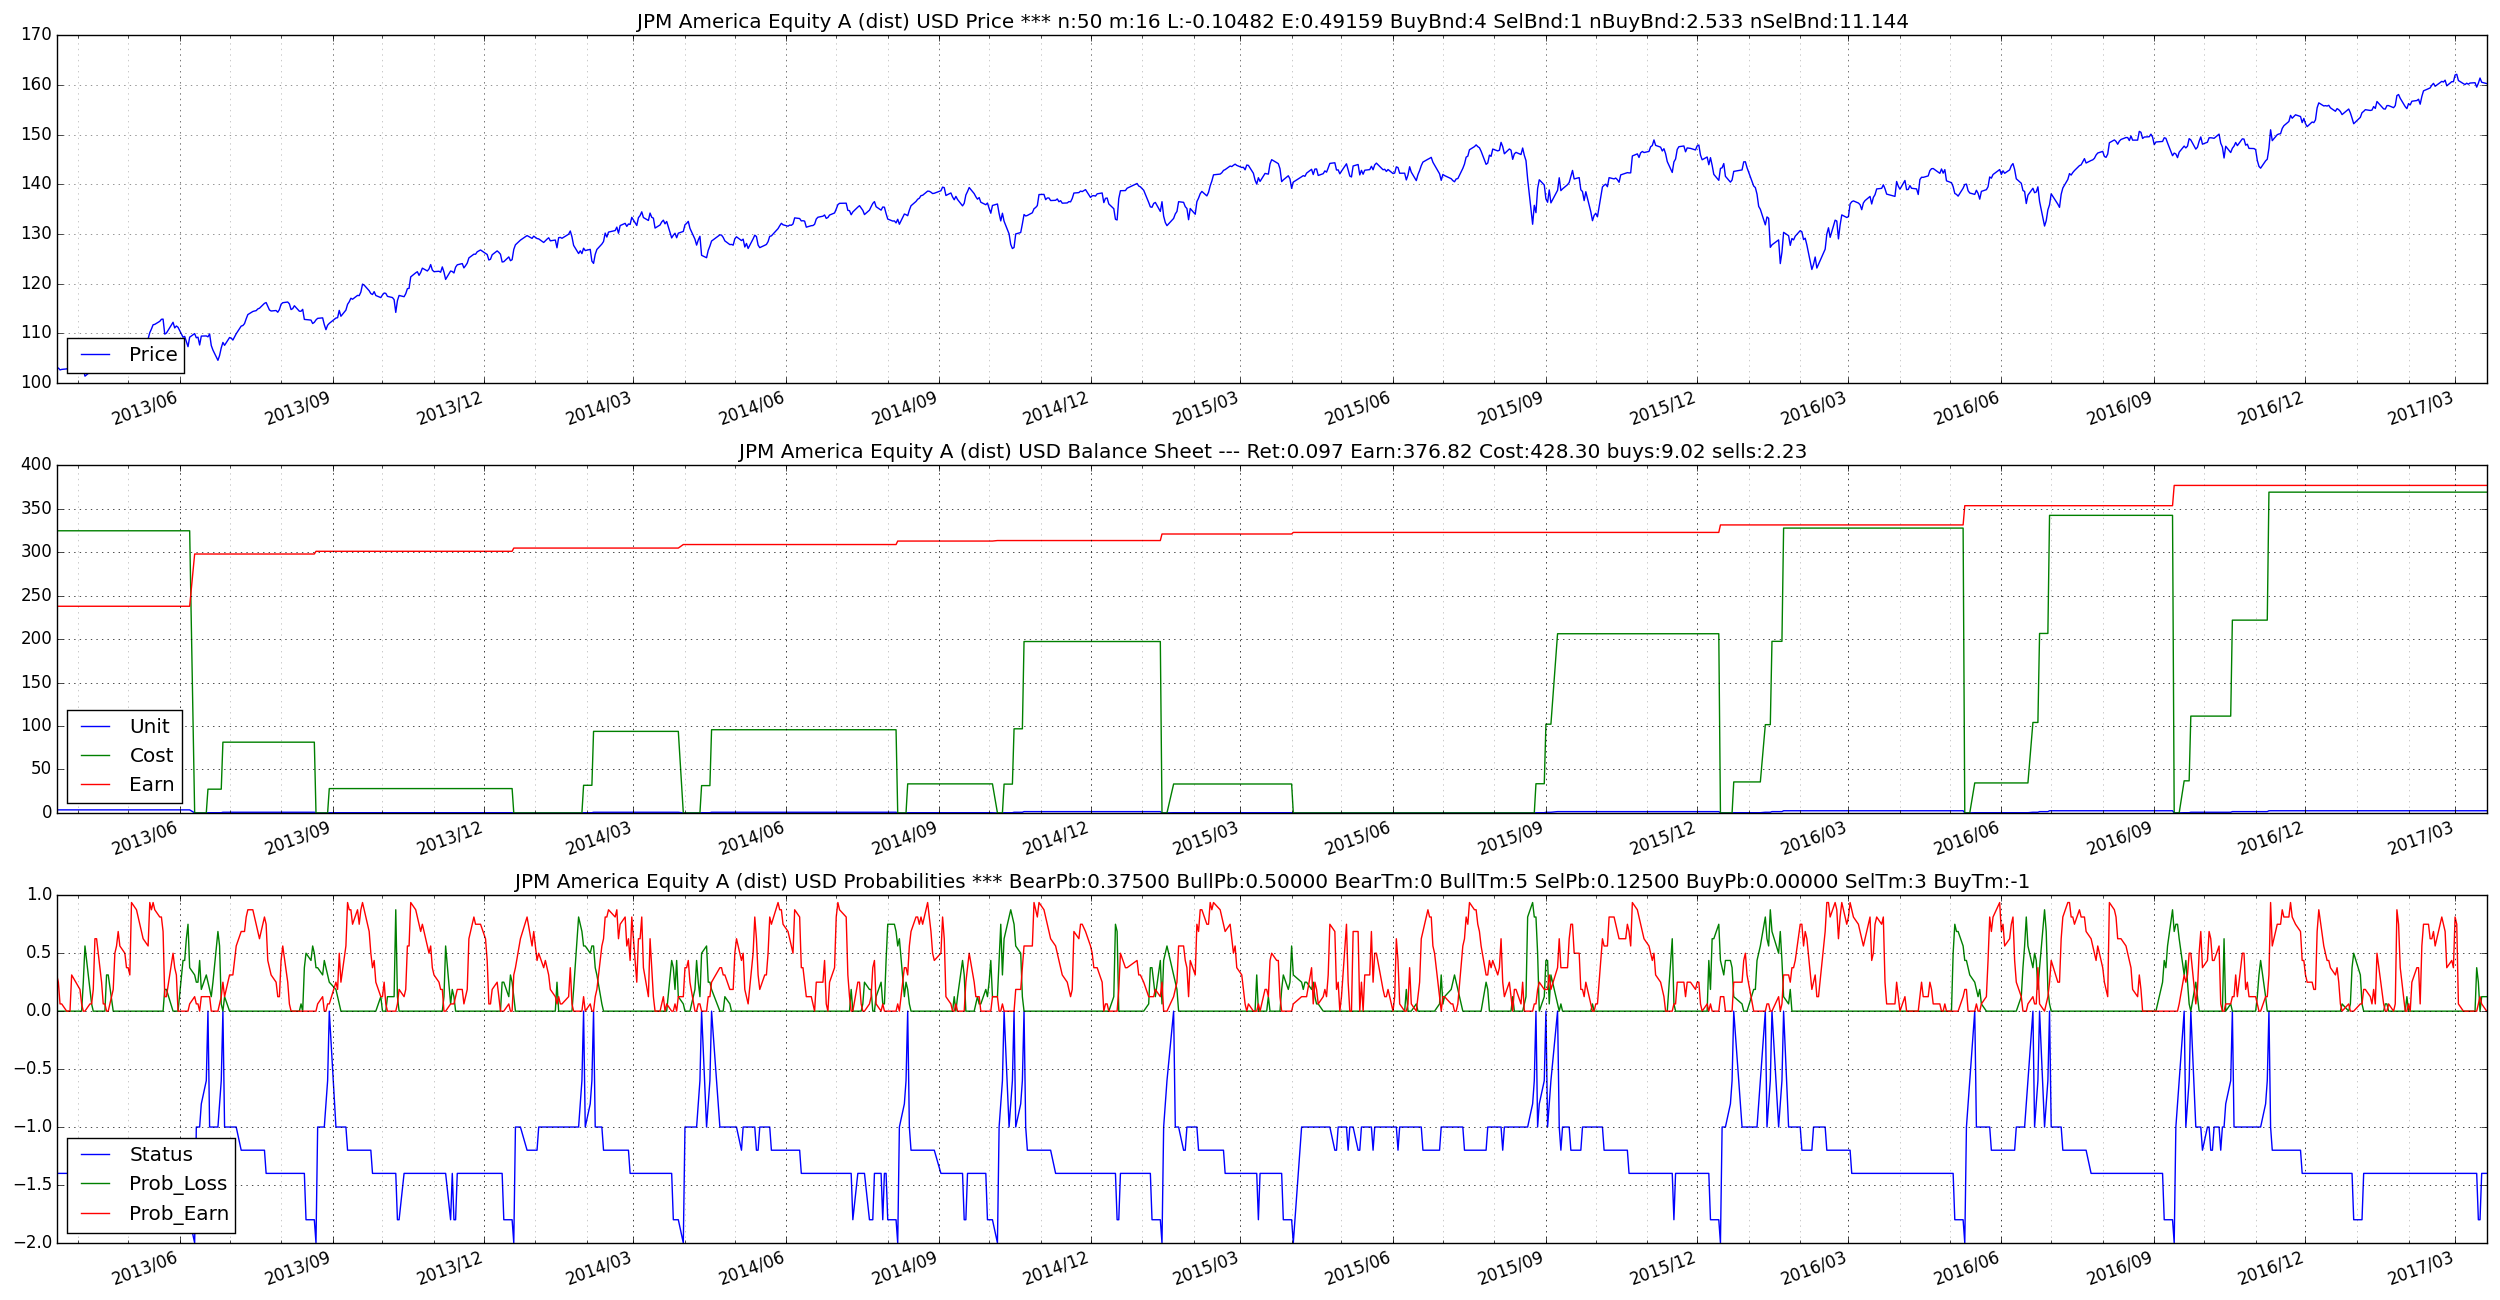 JPM America Equity A (dist) USD Price *** n:50 m:16 L:-0.10482 E:0.49159 BuyBnd:4 SelBnd:1 nBuyBnd:2.533 nSelBnd:11.144
170
160
150
140
130
120
110
100
Price
2013/06 2013/09 2013/12 2014/03 2014/06 2014/09 2014/12 2015/03 2015/06 2015/09 2015/12 2016/03 2016/06 2016/09 2016/12 2017/03
JPM America Equity A (dist) USD Balance Sheet --- Ret:0.097 Earn:376.82 Cost:428.30 buys:9.02 sells:2.23
400
350
300
250
200
150
100
50
0
Unit
Cost
Earn
2013/06 2013/09 2013/12 2014/03 2014/06 2014/09 2014/12 2015/03 2015/06 2015/09 2015/12 2016/03 2016/06 2016/09 2016/12 2017/03
JPM America Equity A (dist) USD Probabilities *** BearPb:0.37500 BullPb:0.50000 BearTm:0 BullTm:5 SelPb:0.12500 BuyPb:0.00000 SelTm:3 BuyTm:-1
1.0
0.5
0.0
−0.5
−1.0
−1.5
−2.0
Status
Prob_Loss
Prob_Earn
2013/06 2013/09 2013/12 2014/03 2014/06 2014/09 2014/12 2015/03 2015/06 2015/09 2015/12 2016/03 2016/06 2016/09 2016/12 2017/03